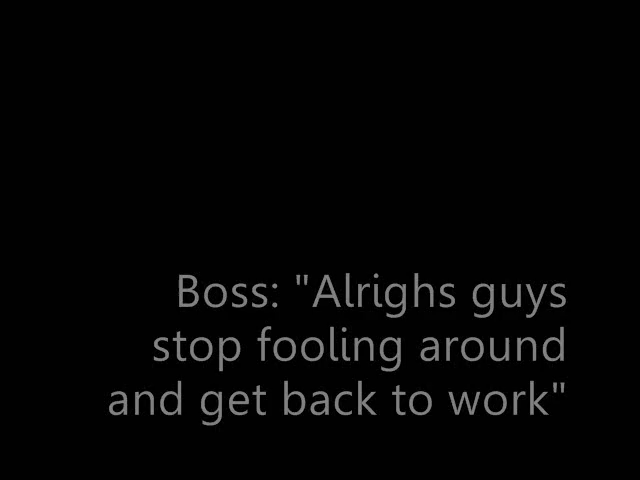 Boss: "Alrighs guys
stop fooling around
and get back to work"